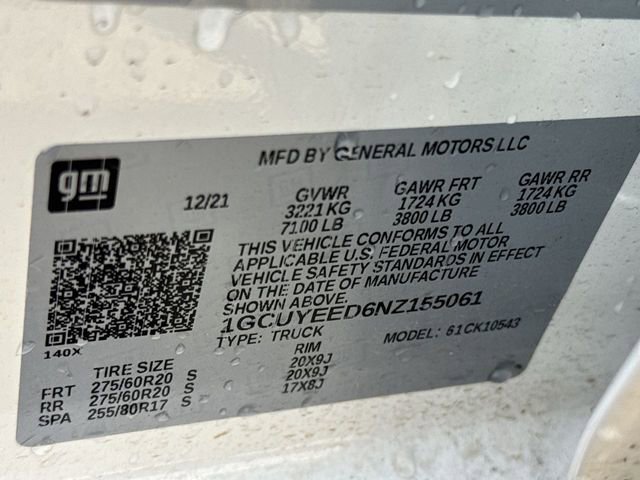 gm
MFD BY GENERAL MOTORS LLC
12/21 GVWR GAWR FRT GAWR RR
3221 KG 1724 KG 1724 KG
7100 LB 3800 LB 3800 LB
THIS VEHICLE CONFORMS TO ALL
APPLICABLE U.S. FEDERAL MOTOR
VEHICLE SAFETY STANDARDS IN EFFECT
ON THE DATE OF MANUFACTURE
SHOWN ABOVE.
1GCUYEED6NZ155061
TYPE: TRUCK MODEL: 61CK10543
140X
TIRE SIZE RIM
FRT 275/60R20 S 20X9J
RR 275/60R20 S 20X9J
SPA 255/80R17 S 17X8J